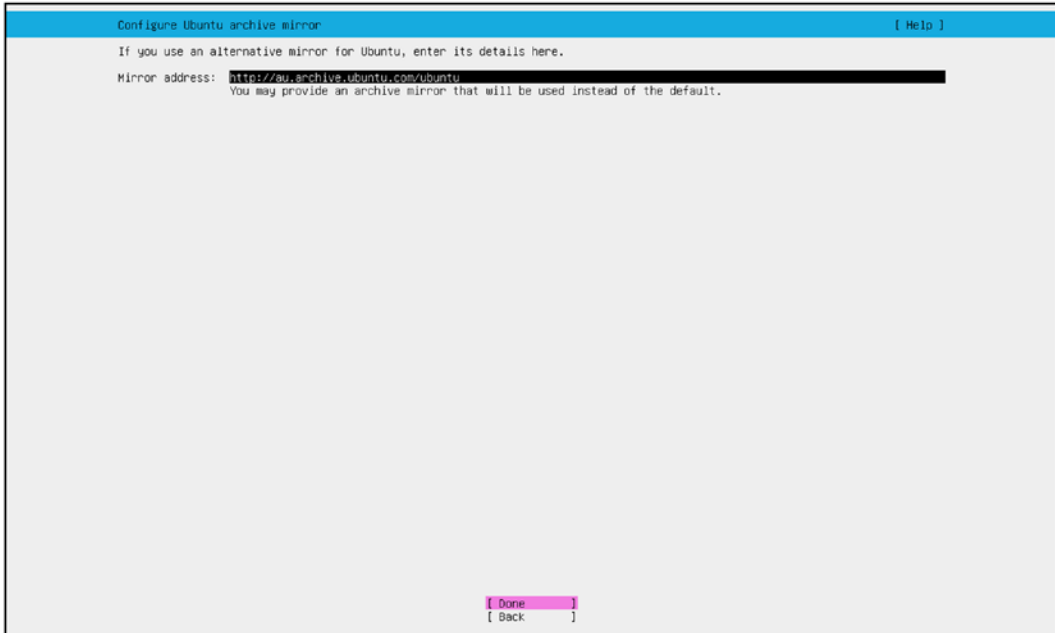 Configure Ubuntu archive mirror [ Help ]
If you use an alternative mirror for Ubuntu, enter its details here.
Mirror address: http://au.archive.ubuntu.com/ubuntu
You may provide an archive mirror that will be used instead of the default.
[ Done ]
[ Back ]